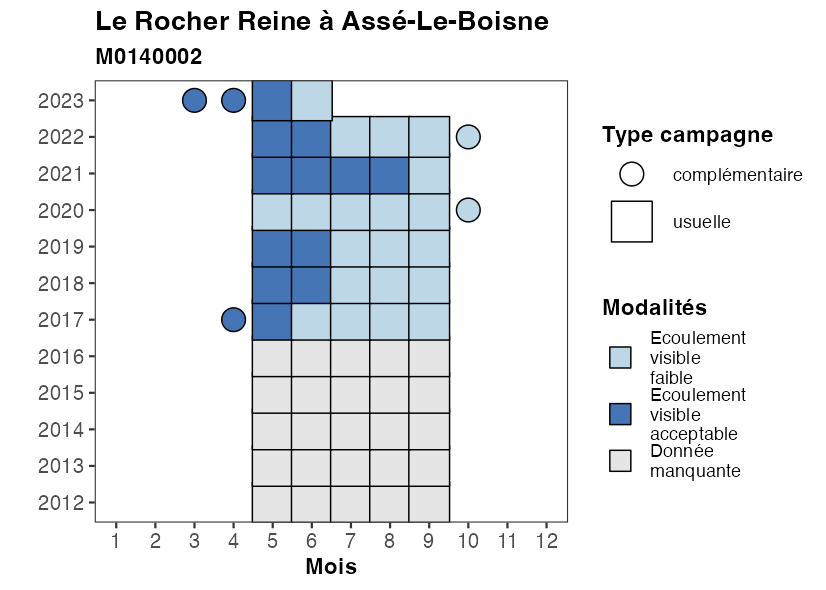 Le Rocher Reine à Assé-Le-Boisne
M0140002
2023
2022
2021
2020
2019
2018
2017
2016
2015
2014
2013
2012
1 2 3 4 5 6 7 8 9 10 11 12
Mois
Type campagne
complémentaire
usuelle
Modalités
Ecoulement
visible
faible
Ecoulement
visible
acceptable
Donnée
manquante